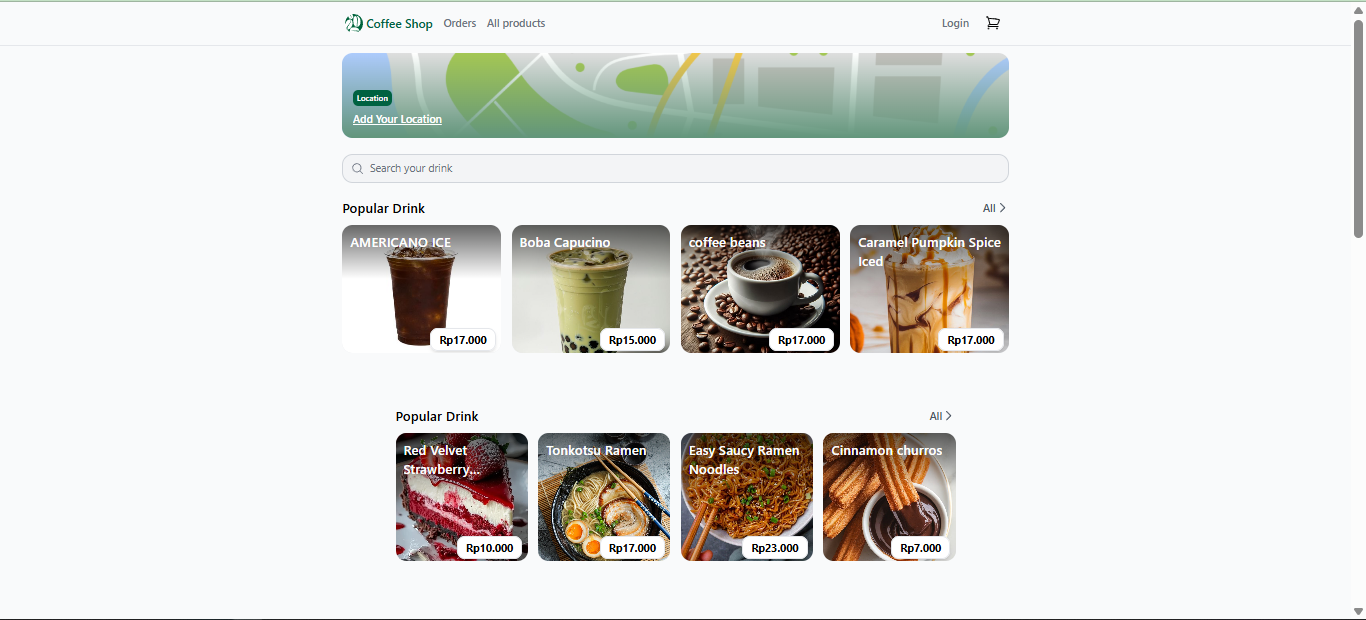 Coffee Shop Orders All products Login
Location
Add Your Location
Search your drink
Popular Drink All
AMERICANO ICE
Rp17.000
Boba Capucino
Rp15.000
coffee beans
Rp17.000
Caramel Pumpkin Spice
Iced
Rp17.000
Popular Drink All
Red Velvet
Strawberry...
Rp10.000
Tonkotsu Ramen
Rp17.000
Easy Saucy Ramen
Noodles
Rp23.000
Cinnamon churros
Rp7.000